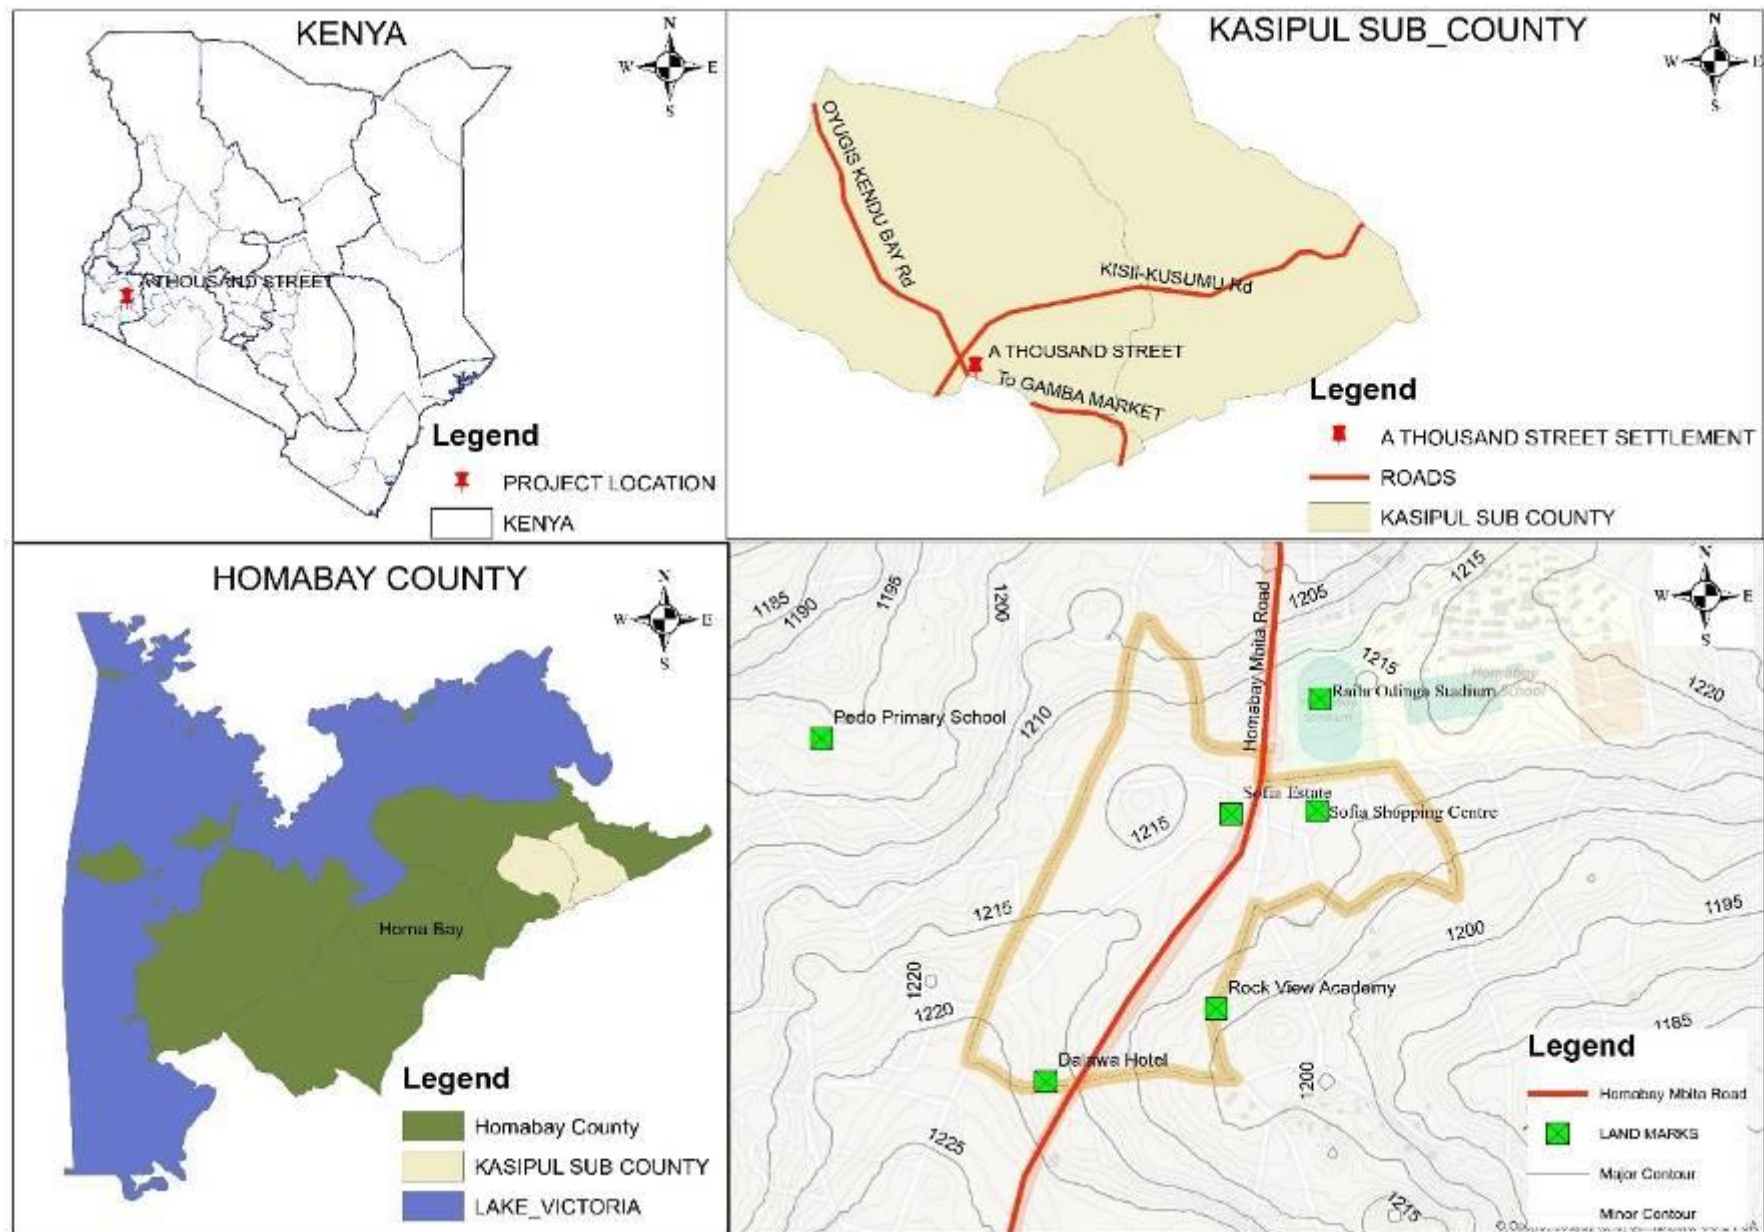 KENYA
N
W
E
S
A THOUSAND STREET
Legend
PROJECT LOCATION
KENYA
KASIPUL SUB_COUNTY
N
W
E
S
OYUGIS KENDU BAY Rd
KISII-KUSUMU Rd
A THOUSAND STREET
To GAMBA MARKET
Legend
A THOUSAND STREET SETTLEMENT
ROADS
KASIPUL SUB COUNTY
HOMABAY COUNTY
N
W
E
S
Homa Bay
Legend
Homabay County
KASIPUL SUB COUNTY
LAKE_VICTORIA
N
W
E
S
1185
1190
1195
1200
1205
1215
Homabay Mbita Road
1215
Homabay
School
Raila Odinga Stadium
Stadium
1220
Pedo Primary School
1210
Sofia Estate
Sofia Shopping Centre
1215
1215
1195
1200
1220
1220
Rock View Academy
1185
Dalawa Hotel
1200
1225
1215
Legend
Homabay Mbita Road
LAND MARKS
Major Contour
Minor Contour